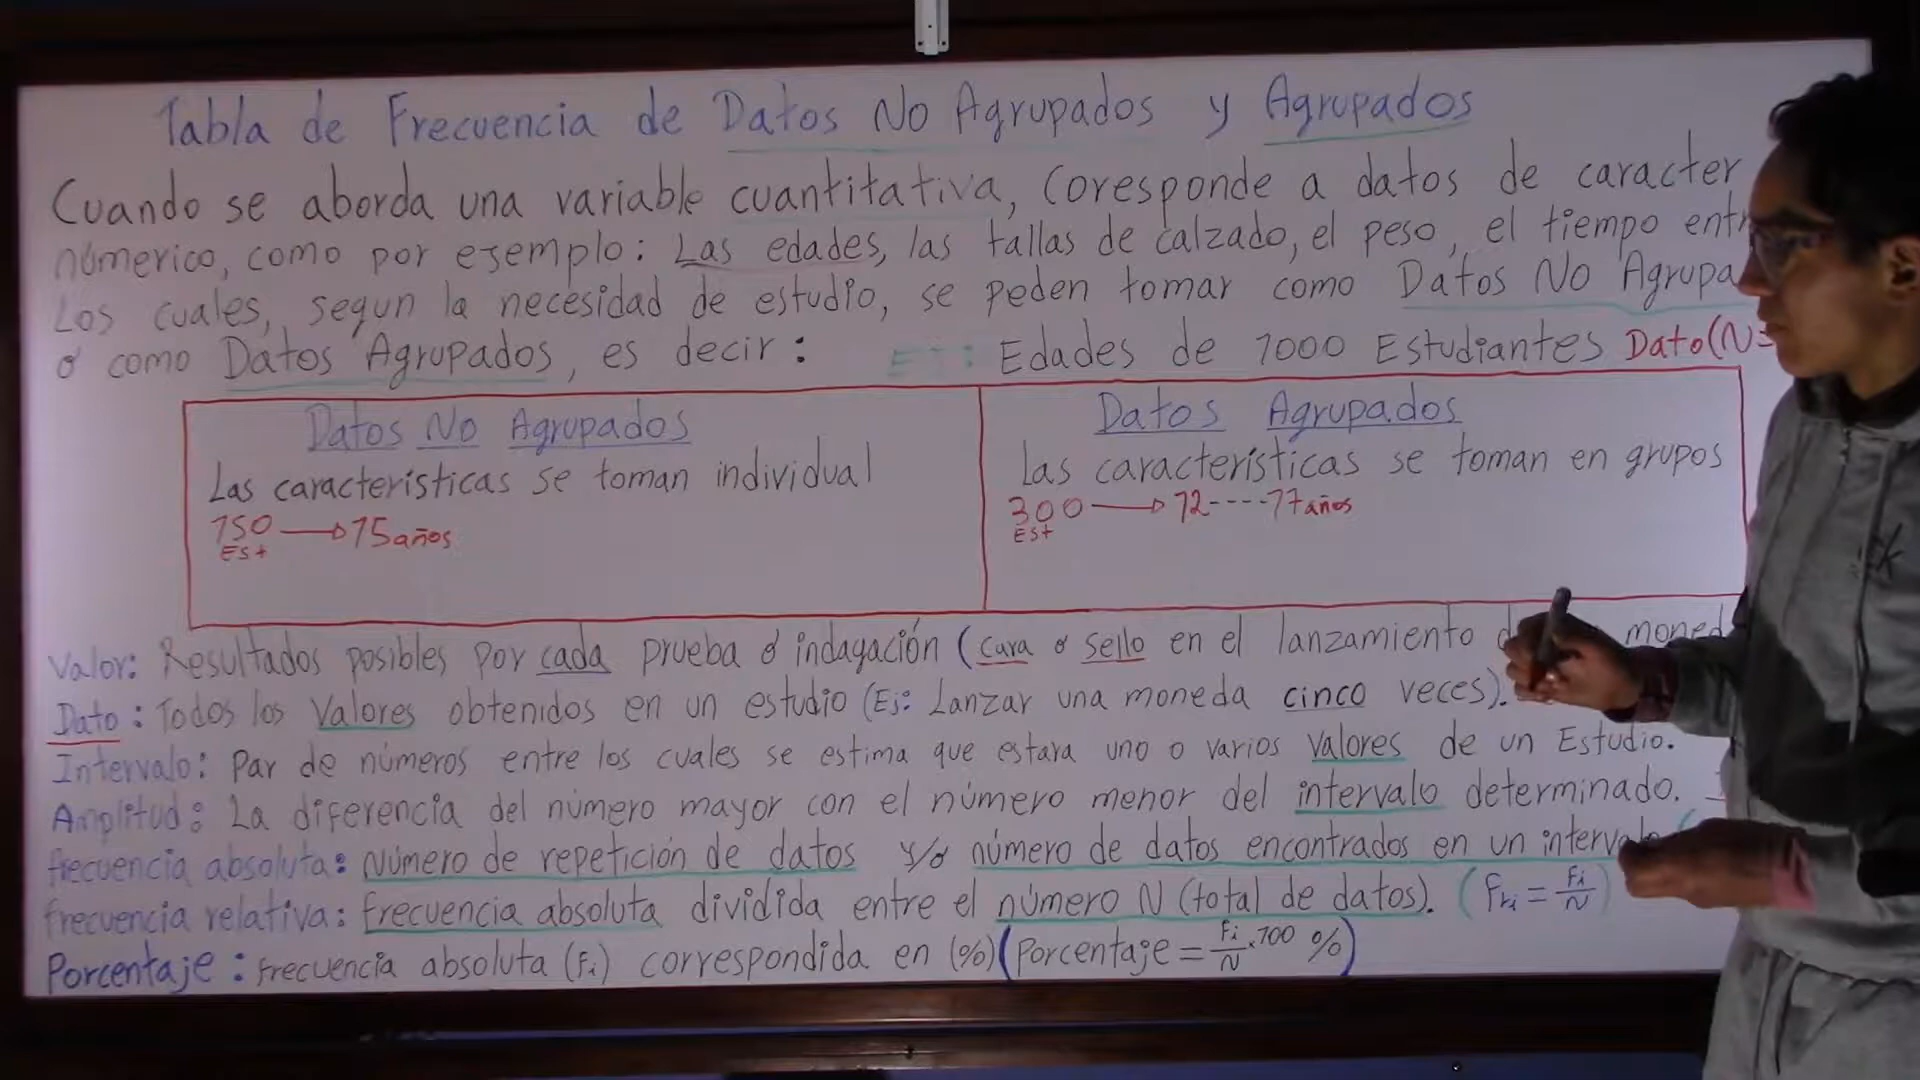 Tabla de Frecuencia de Datos No Agrupados y Agrupados
Cuando se aborda una variable cuantitativa, Coresponde a datos de caracter
númerico, como por ejemplo: Las edades, las tallas de calzado, el peso, el tiempo entr
Los cuales, segun la necesidad de estudio, se peden tomar como Datos No Agrupa
o como Datos Agrupados, es decir: EJ: Edades de 1000 Estudiantes Dato(N=
Datos No Agrupados
Las características se toman individual
150 → 15 años
Est
Datos Agrupados
Las características se toman en grupos
300 → 12----17 años
Est
Valor: Resultados posibles por cada prueba o indagación (cara o sello en el lanzamiento moned
Dato: Todos los Valores obtenidos en un estudio (Ej: Lanzar una moneda cinco veces).
Intervalo: Par de números entre los cuales se estima que estara uno o varios Valores de un Estudio.
Amplitud: La diferencia del número mayor con el número menor del intervalo determinado.
frecuencia absoluta: Número de repetición de datos y/o número de datos encontrados en un interval
frecuencia relativa: frecuencia absoluta dividida entre el número N (total de datos). (fri = Fi/N)
Porcentaje: frecuencia absoluta (fi) correspondida en (%) (Porcentaje = Fi/N . 100 %)